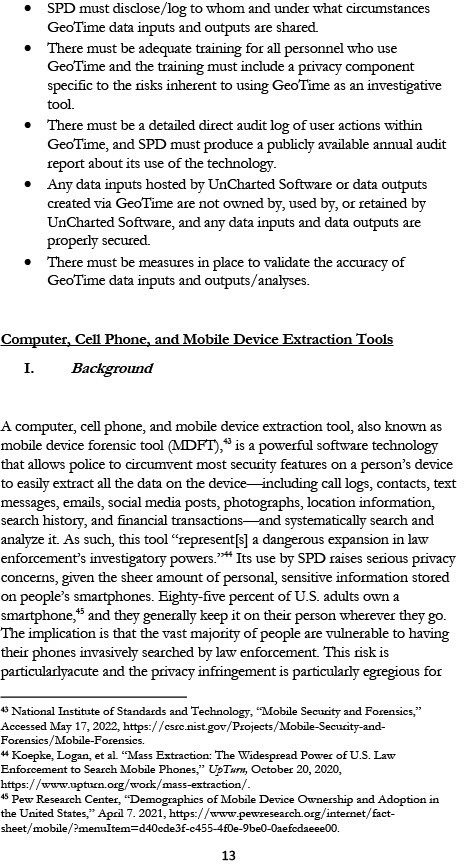 • SPD must disclose/log to whom and under what circumstances
GeoTime data inputs and outputs are shared.
• There must be adequate training for all personnel who use
GeoTime and the training must include a privacy component
specific to the risks inherent to using GeoTime as an investigative
tool.
• There must be a detailed direct audit log of user actions within
GeoTime, and SPD must produce a publicly available annual audit
report about its use of the technology.
• Any data inputs hosted by UnCharted Software or data outputs
created via GeoTime are not owned by, used by, or retained by
UnCharted Software, and any data inputs and data outputs are
properly secured.
• There must be measures in place to validate the accuracy of
GeoTime data inputs and outputs/analyses.
Computer, Cell Phone, and Mobile Device Extraction Tools
I. Background
A computer, cell phone, and mobile device extraction tool, also known as
mobile device forensic tool (MDFT),43 is a powerful software technology
that allows police to circumvent most security features on a person's device
to easily extract all the data on the device—including call logs, contacts, text
messages, emails, social media posts, photographs, location information,
search history, and financial transactions—and systematically search and
analyze it. As such, this tool “represent[s] a dangerous expansion in law
enforcement's investigatory powers.”44 Its use by SPD raises serious privacy
concerns, given the sheer amount of personal, sensitive information stored
on people's smartphones. Eighty-five percent of U.S. adults own a
smartphone,45 and they generally keep it on their person wherever they go.
The implication is that the vast majority of people are vulnerable to having
their phones invasively searched by law enforcement. This risk is
particularlyacute and the privacy infringement is particularly egregious for
43 National Institute of Standards and Technology, “Mobile Security and Forensics,”
Accessed May 17, 2022, https://csrc.nist.gov/Projects/Mobile-Security-and-
Forensics/Mobile-Forensics.
44 Koepke, Logan, et al. “Mass Extraction: The Widespread Power of U.S. Law
Enforcement to Search Mobile Phones,” UpTurn, October 20, 2020,
https://www.upturn.org/work/mass-extraction/.
45 Pew Research Center, “Demographics of Mobile Device Ownership and Adoption in
the United States,” April 7. 2021, https://www.pewresearch.org/internet/fact-
sheet/mobile/?menuItem=d40cde3f-c455-4f0e-9be0-0aefcdaeee00.
13